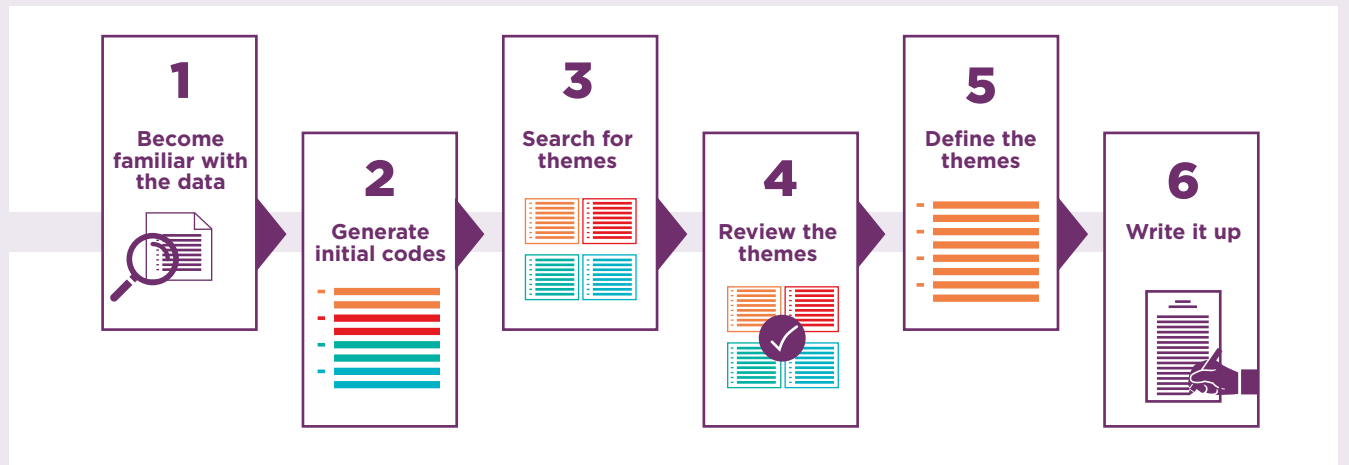 1
Become
familiar with
the data
2
Generate
initial codes
3
Search for
themes
4
Review the
themes
5
Define the
themes
6
Write it up